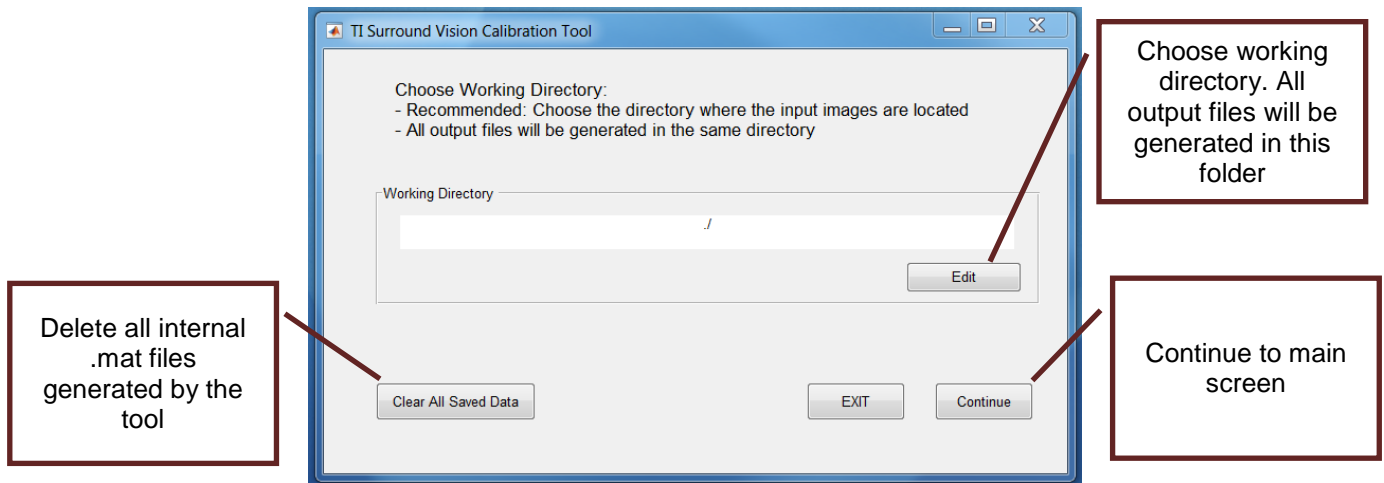 TI Surround Vision Calibration Tool
Choose Working Directory:
- Recommended: Choose the directory where the input images are located
- All output files will be generated in the same directory
Working Directory
./
Edit
Clear All Saved Data
EXIT
Continue
Choose working
directory. All
output files will be
generated in this
folder
Delete all internal
.mat files
generated by the
tool
Continue to main
screen